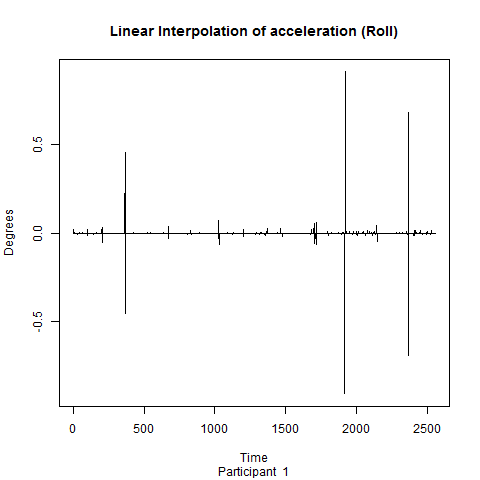 Linear Interpolation of acceleration (Roll)
Degrees
0.5
0.0
-0.5
0 500 1000 1500 2000 2500
Time
Participant 1